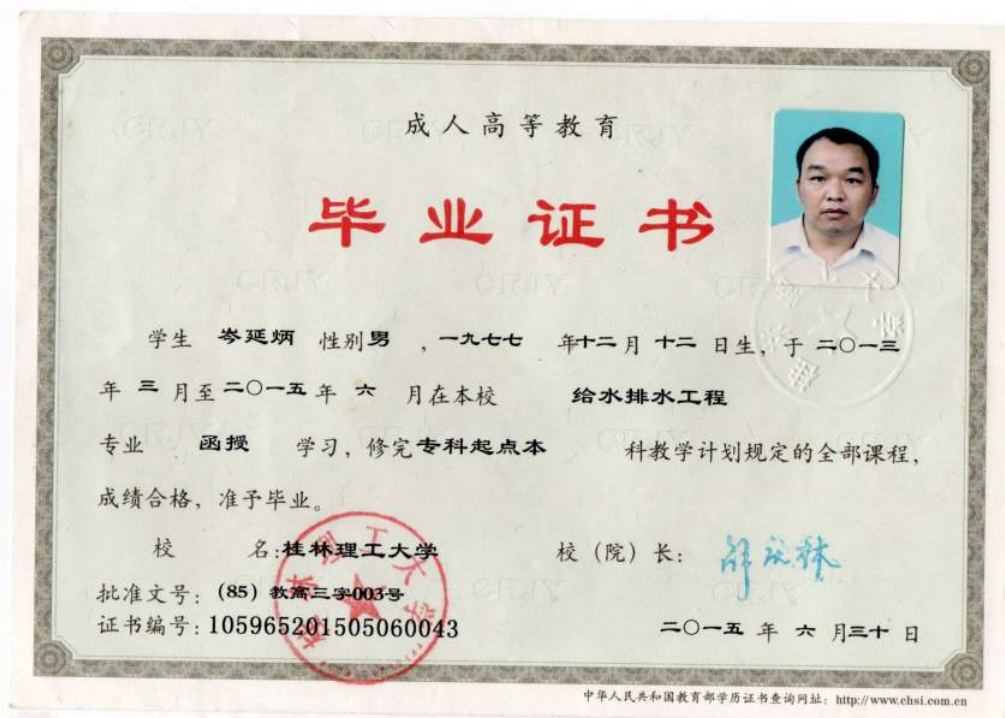 成人高等教育
毕业证书
学生 岑延炳 性别男 ,一九七七 年十二月 十二 日生,于 二〇一三
年 三 月至 二〇一五 年 六 月在本校 给水排水工程
专业 函授 学习,修完专科起点本 科教学计划规定的全部课程,
成绩合格,准予毕业。
校 名:桂林理工大学 校(院)长:
批准文号:(85)教高三字003号
证书编号:105965201505060043 二〇一五 年 六 月三十 日
桂林理工大学
中华人民共和国教育部学历证书查询网址:http://www.chsi.com.cn